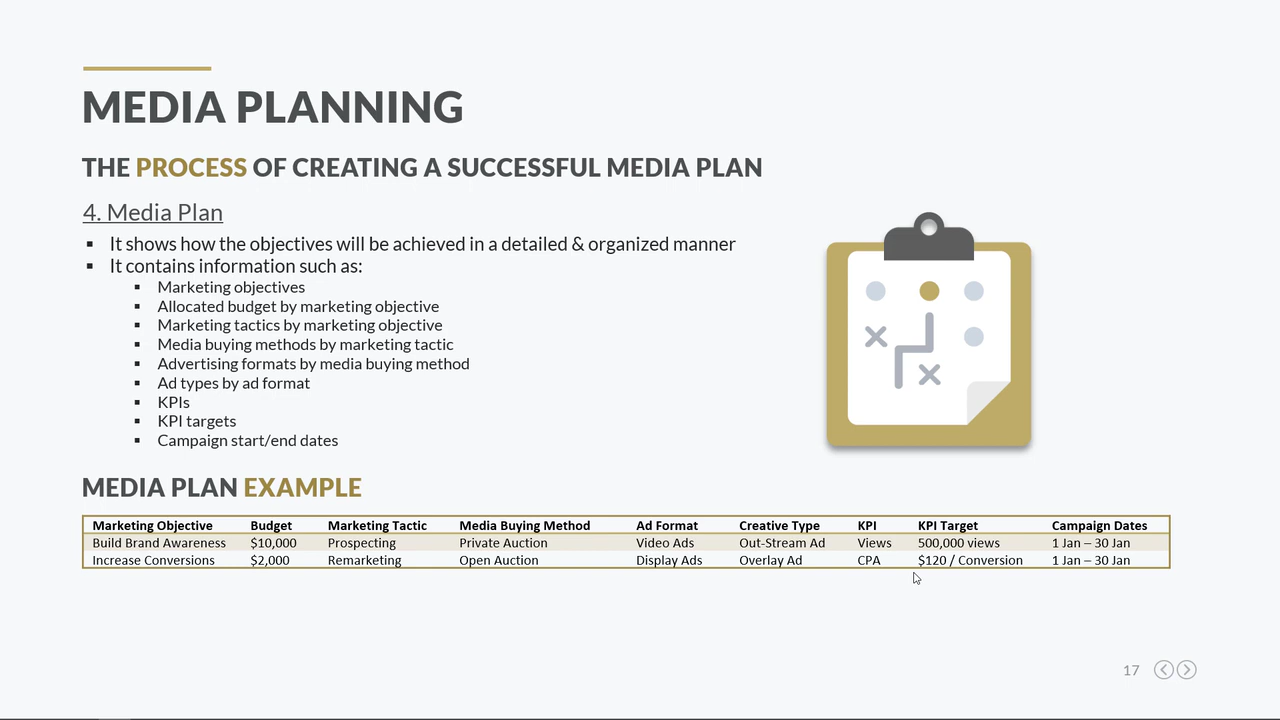 MEDIA PLANNING
THE PROCESS OF CREATING A SUCCESSFUL MEDIA PLAN
4. Media Plan
▪ It shows how the objectives will be achieved in a detailed & organized manner
▪ It contains information such as:
▪ Marketing objectives
▪ Allocated budget by marketing objective
▪ Marketing tactics by marketing objective
▪ Media buying methods by marketing tactic
▪ Advertising formats by media buying method
▪ Ad types by ad format
▪ KPIs
▪ KPI targets
▪ Campaign start/end dates
MEDIA PLAN EXAMPLE
Marketing Objective Budget Marketing Tactic Media Buying Method Ad Format Creative Type KPI KPI Target Campaign Dates
Build Brand Awareness $10,000 Prospecting Private Auction Video Ads Out-Stream Ad Views 500,000 views 1 Jan – 30 Jan
Increase Conversions $2,000 Remarketing Open Auction Display Ads Overlay Ad CPA $120 / Conversion 1 Jan – 30 Jan
17